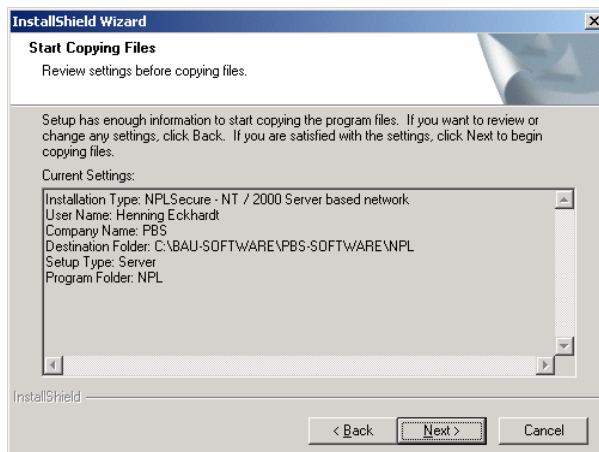 InstallShield Wizard
Start Copying Files
Review settings before copying files.
Setup has enough information to start copying the program files. If you want to review or
change any settings, click Back. If you are satisfied with the settings, click Next to begin
copying files.
Current Settings:
Installation Type: NPLSecure - NT / 2000 Server based network
User Name: Henning Eckhardt
Company Name: PBS
Destination Folder: C:\BAU-SOFTWARE\PBS-SOFTWARE\NPL
Setup Type: Server
Program Folder: NPL
InstallShield
< Back
Next >
Cancel